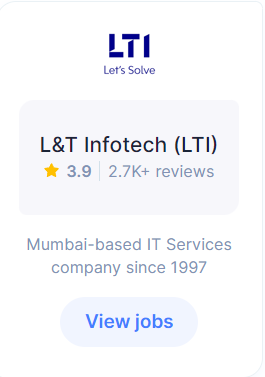 LTI
Let's Solve
L&T Infotech (LTI)
3.9 | 2.7K+ reviews
Mumbai-based IT Services
company since 1997
View jobs